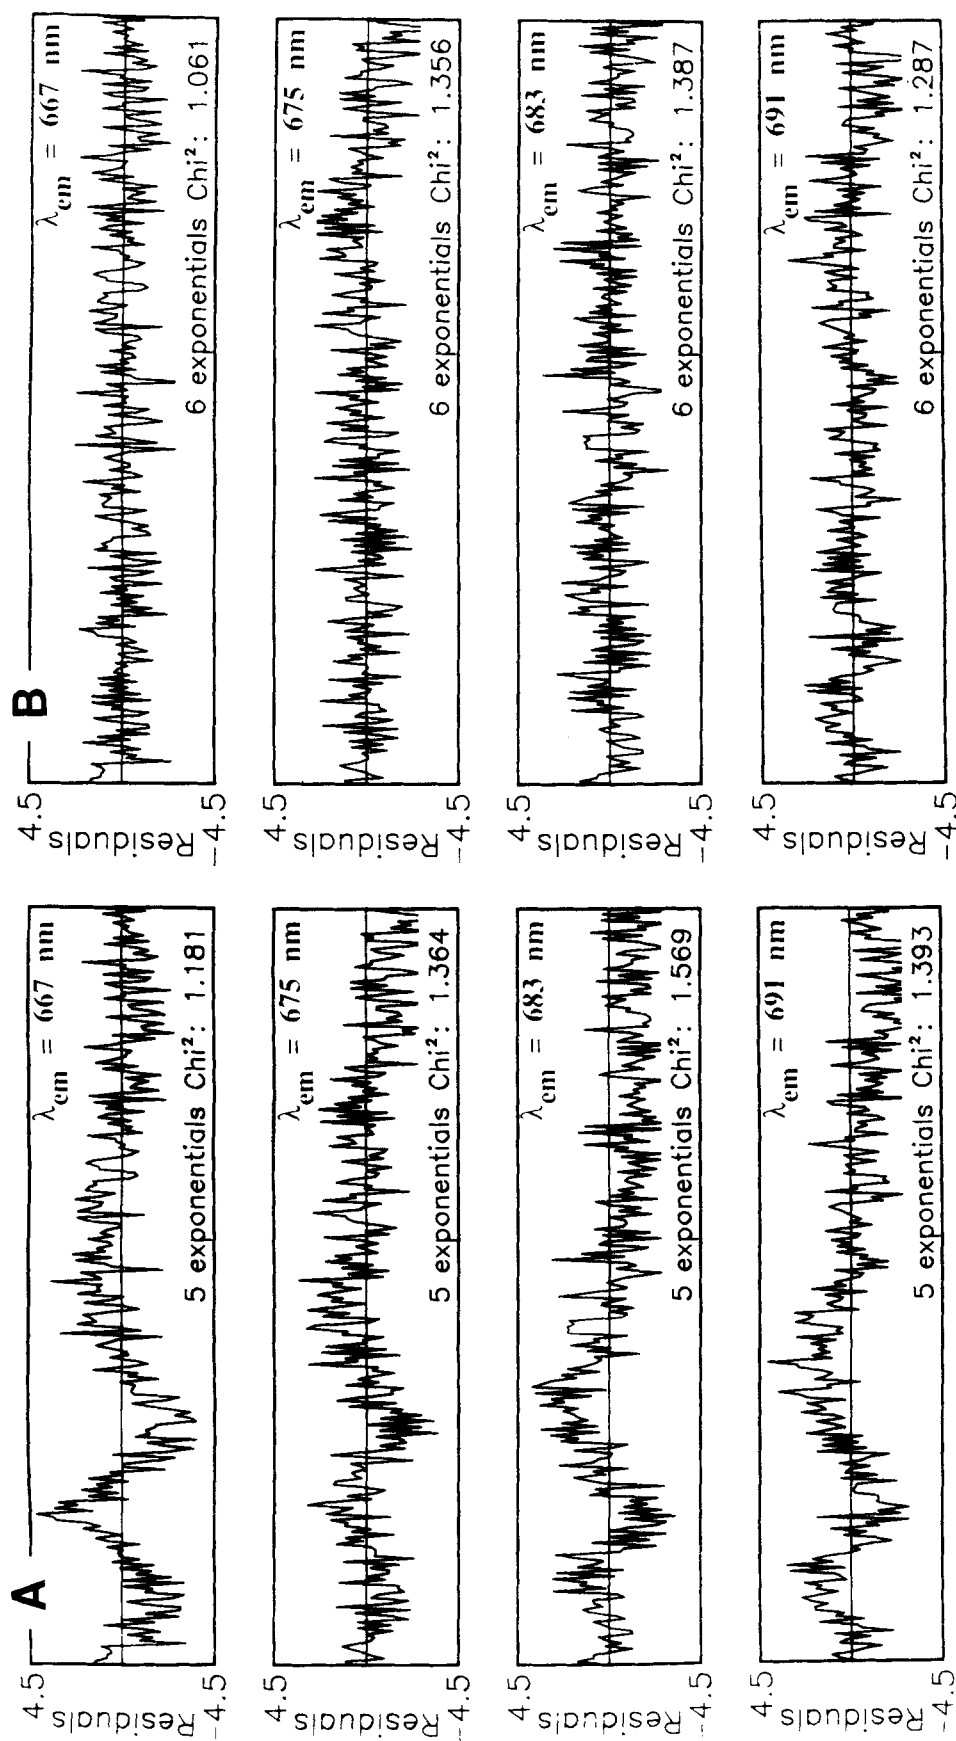 A
4.5
Residuals
-4.5
λem = 667 nm
5 exponentials Chi²: 1.181
4.5
Residuals
-4.5
λem = 675 nm
5 exponentials Chi²: 1.364
4.5
Residuals
-4.5
λem = 683 nm
5 exponentials Chi²: 1.569
4.5
Residuals
-4.5
λem = 691 nm
5 exponentials Chi²: 1.393
B
4.5
Residuals
-4.5
λem = 667 nm
6 exponentials Chi²: 1.061
4.5
Residuals
-4.5
λem = 675 nm
6 exponentials Chi²: 1.356
4.5
Residuals
-4.5
λem = 683 nm
6 exponentials Chi²: 1.387
4.5
Residuals
-4.5
λem = 691 nm
6 exponentials Chi²: 1.287